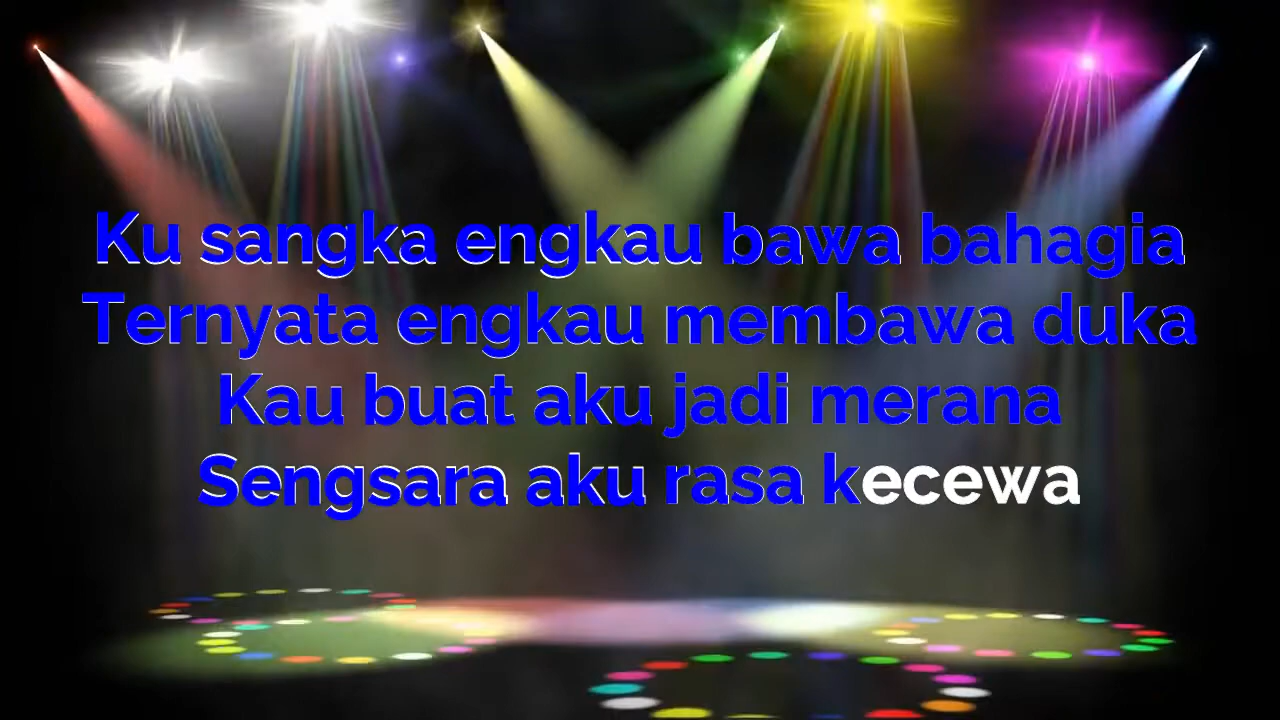 Ku sangka engkau bawa bahagia
Ternyata engkau membawa duka
Kau buat aku jadi merana
Sengsara aku rasa kecewa